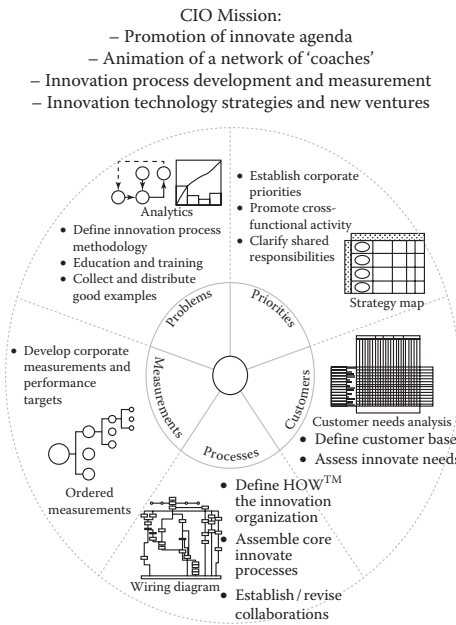 CIO Mission:
– Promotion of innovate agenda
– Animation of a network of ‘coaches’
– Innovation process development and measurement
– Innovation technology strategies and new ventures
Analytics
• Define innovation process
methodology
• Education and training
• Collect and distribute
good examples
• Establish corporate
priorities
• Promote cross-
functional activity
• Clarify shared
responsibilities
Strategy map
Problems
Priorities
Measurements
Customers
Processes
• Develop corporate
measurements and
performance
targets
Ordered
measurements
Customer needs analysis
• Define customer base
• Assess innovate needs
Wiring diagram
• Define HOW™
the innovation
organization
• Assemble core
innovate
processes
• Establish / revise
collaborations